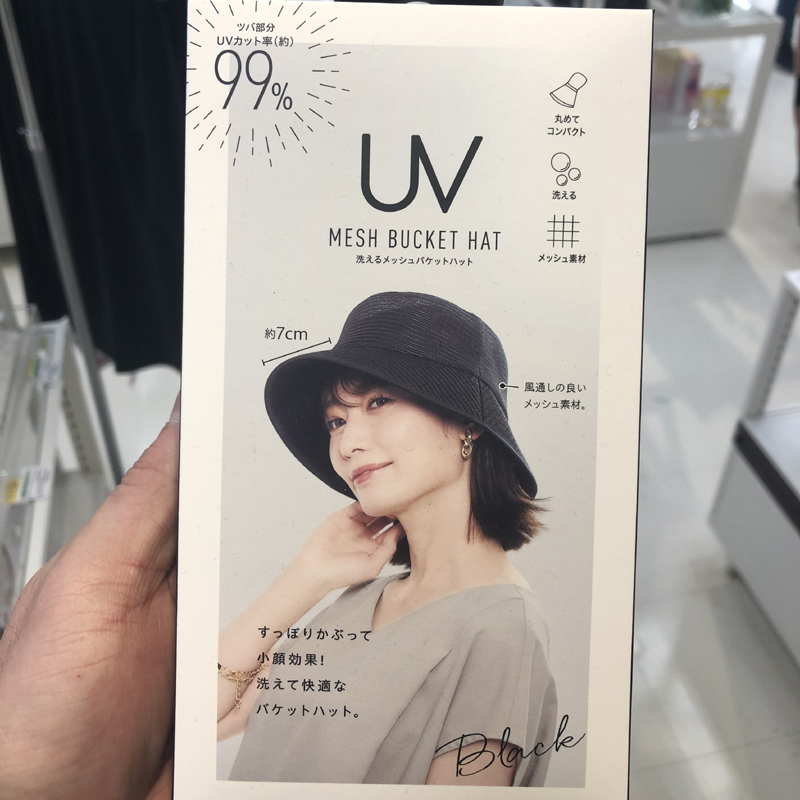 ツバ部分
UVカット率(約)
99%
丸めて
コンパクト
洗える
メッシュ素材
UV
MESH BUCKET HAT
洗えるメッシュバケットハット
約7cm
風通しの良い
メッシュ素材。
すっぽりかぶって
小顔効果!
洗えて快適な
バケットハット。
Black